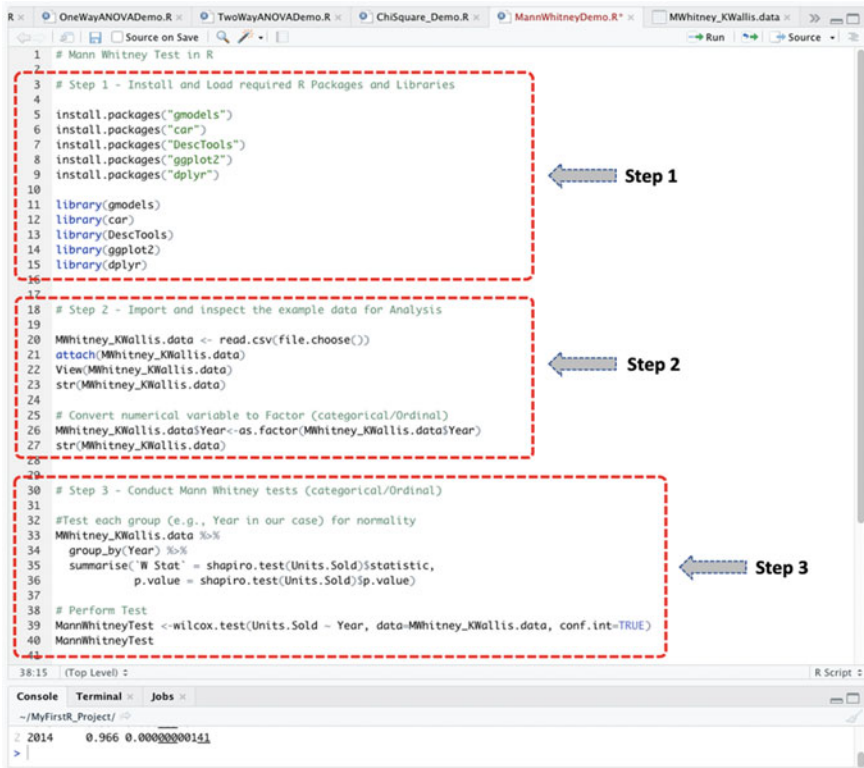 R × OneWayANOVADemo.R × TwoWayANOVADemo.R × ChiSquare_Demo.R × MannWhitneyDemo.R* × MWhitney_KWallis.data ×
Source on Save Run Source
1 # Mann Whitney Test in R
2
3 # Step 1 - Install and Load required R Packages and Libraries
4
5 install.packages("gmodels")
6 install.packages("car")
7 install.packages("DescTools")
8 install.packages("ggplot2")
9 install.packages("dplyr")
10
11 library(gmodels)
12 library(car)
13 library(DescTools)
14 library(ggplot2)
15 library(dplyr)
16
Step 1
17
18 # Step 2 - Import and inspect the example data for Analysis
19
20 MWhitney_KWallis.data <- read.csv(file.choose())
21 attach(MWhitney_KWallis.data)
22 View(MWhitney_KWallis.data)
23 str(MWhitney_KWallis.data)
24
25 # Convert numerical variable to Factor (categorical/Ordinal)
26 MWhitney_KWallis.data$Year<-as.factor(MWhitney_KWallis.data$Year)
27 str(MWhitney_KWallis.data)
28
Step 2
29
30 # Step 3 - Conduct Mann Whitney tests (categorical/Ordinal)
31
32 #Test each group (e.g., Year in our case) for normality
33 MWhitney_KWallis.data %>%
34 group_by(Year) %>%
35 summarise(`W Stat` = shapiro.test(Units.Sold)$statistic,
36 p.value = shapiro.test(Units.Sold)$p.value)
37
38 # Perform Test
39 MannWhitneyTest <-wilcox.test(Units.Sold ~ Year, data=MWhitney_KWallis.data, conf.int=TRUE)
40 MannWhitneyTest
41
Step 3
38:15 (Top Level) R Script
Console Terminal × Jobs ×
~/MyFirstR_Project/
2 2014 0.966 0.00000000141
>